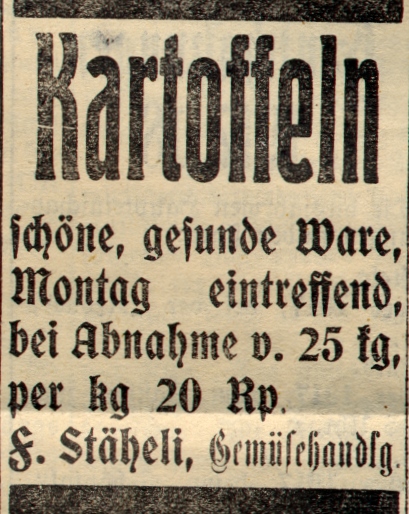 Kartoffeln
schöne, gesunde Ware,
Montag eintreffend,
bei Abnahme v. 25 kg,
per kg 20 Rp.
F. Stäheli, Gemüsehandlg.